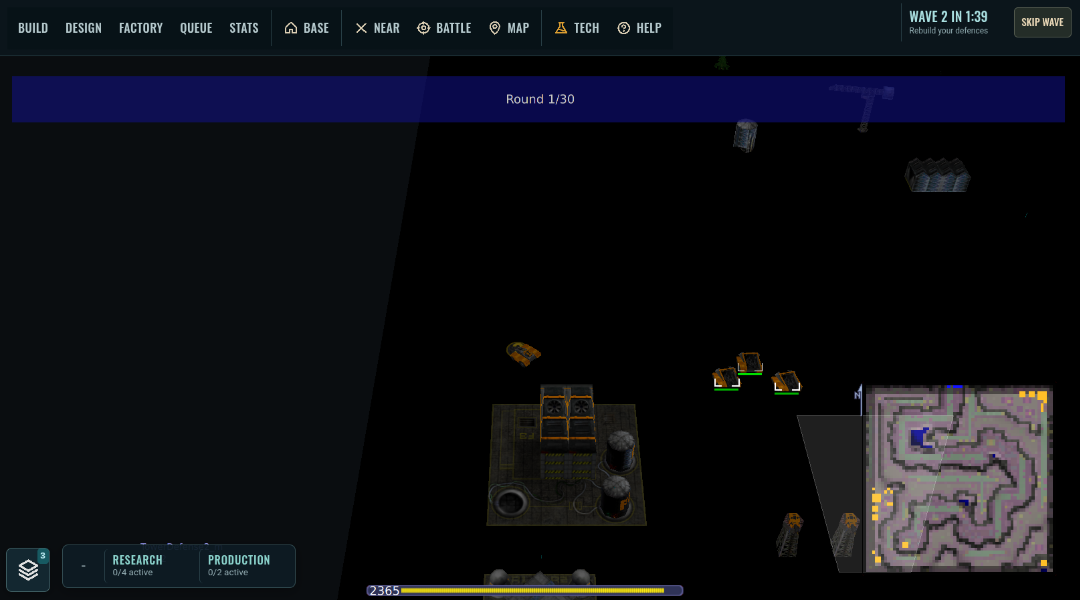 BUILD DESIGN FACTORY QUEUE STATS BASE NEAR BATTLE MAP TECH HELP
WAVE 2 IN 1:39
Rebuild your defences
SKIP WAVE
Round 1/30
N
3
-
RESEARCH
0/4 active
PRODUCTION
0/2 active
2365